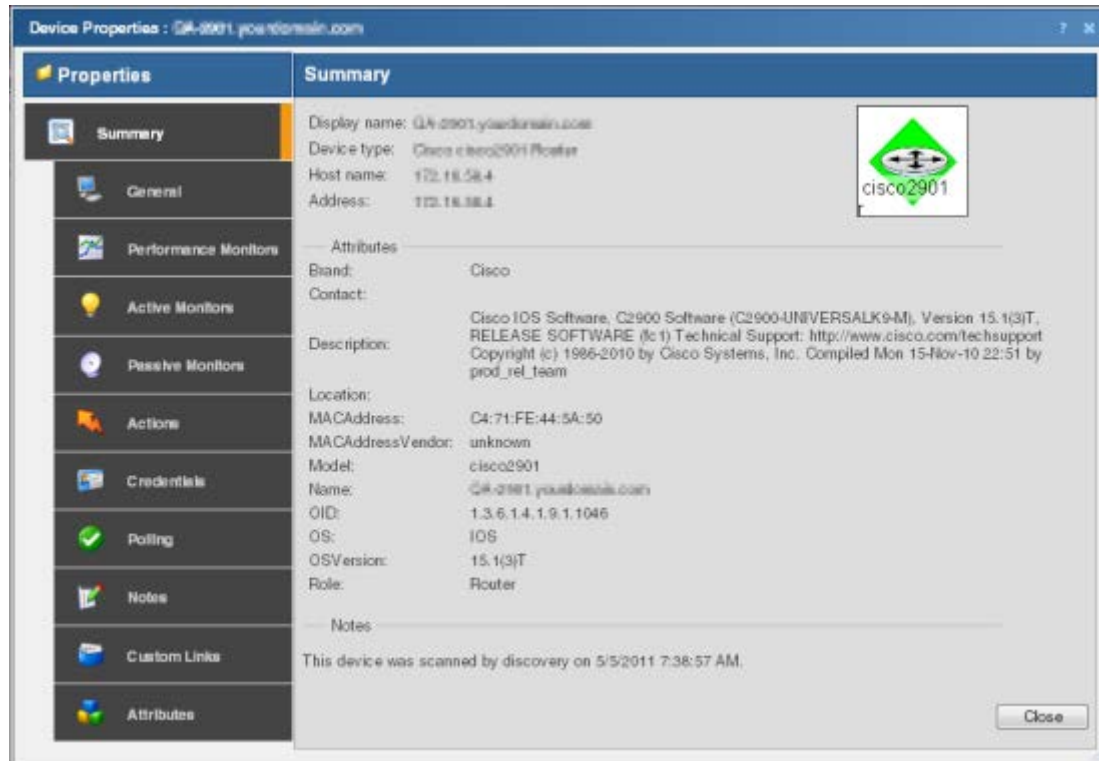 Device Properties : 
? ×
Properties
Summary
General
Performance Monitors
Active Monitors
Passive Monitors
Actions
Credentials
Polling
Notes
Custom Links
Attributes
Summary
Display name:
Device type:
Host name:
Address:
cisco2901
r
Attributes
Brand: Cisco
Contact:
Description: Cisco IOS Software, C2900 Software (C2900-UNIVERSALK9-M), Version 15.1(3)T,
RELEASE SOFTWARE (fc1) Technical Support: http://www.cisco.com/techsupport
Copyright (c) 1986-2010 by Cisco Systems, Inc. Compiled Mon 15-Nov-10 22:51 by
prod_rel_team
Location:
MACAddress: C4:71:FE:44:5A:50
MACAddressVendor: unknown
Model: cisco2901
Name:
OID: 1.3.6.1.4.1.9.1.1046
OS: IOS
OSVersion: 15.1(3)T
Role: Router
Notes
This device was scanned by discovery on 5/5/2011 7:38:57 AM.
Close